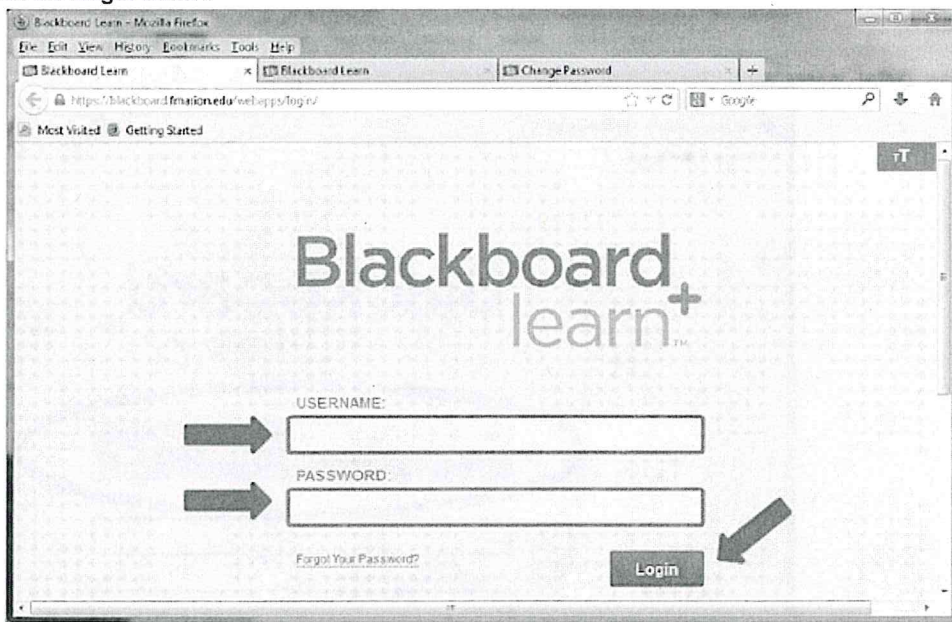 Blackboard Learn - Mozilla Firefox
File Edit View History Bookmarks Tools Help
Blackboard Learn × Blackboard Learn × Change Password × +
https://blackboard.fmarion.edu/webapps/login/ Google
Most Visited Getting Started
TT
Blackboard
learn+™
USERNAME:
PASSWORD:
Forgot Your Password?
Login